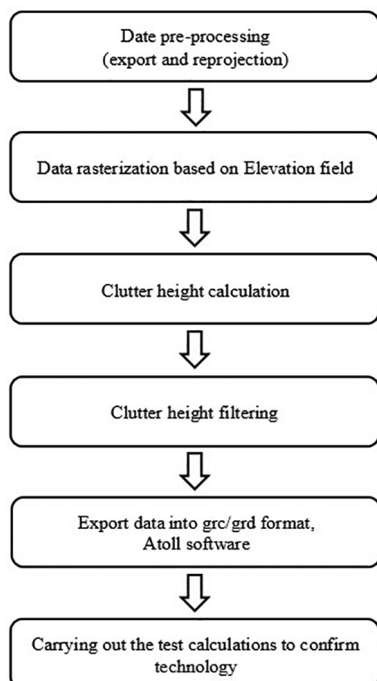 Date pre-processing
(export and reprojection)
Data rasterization based on Elevation field
Clutter height calculation
Clutter height filtering
Export data into grc/grd format,
Atoll software
Carrying out the test calculations to confirm
technology